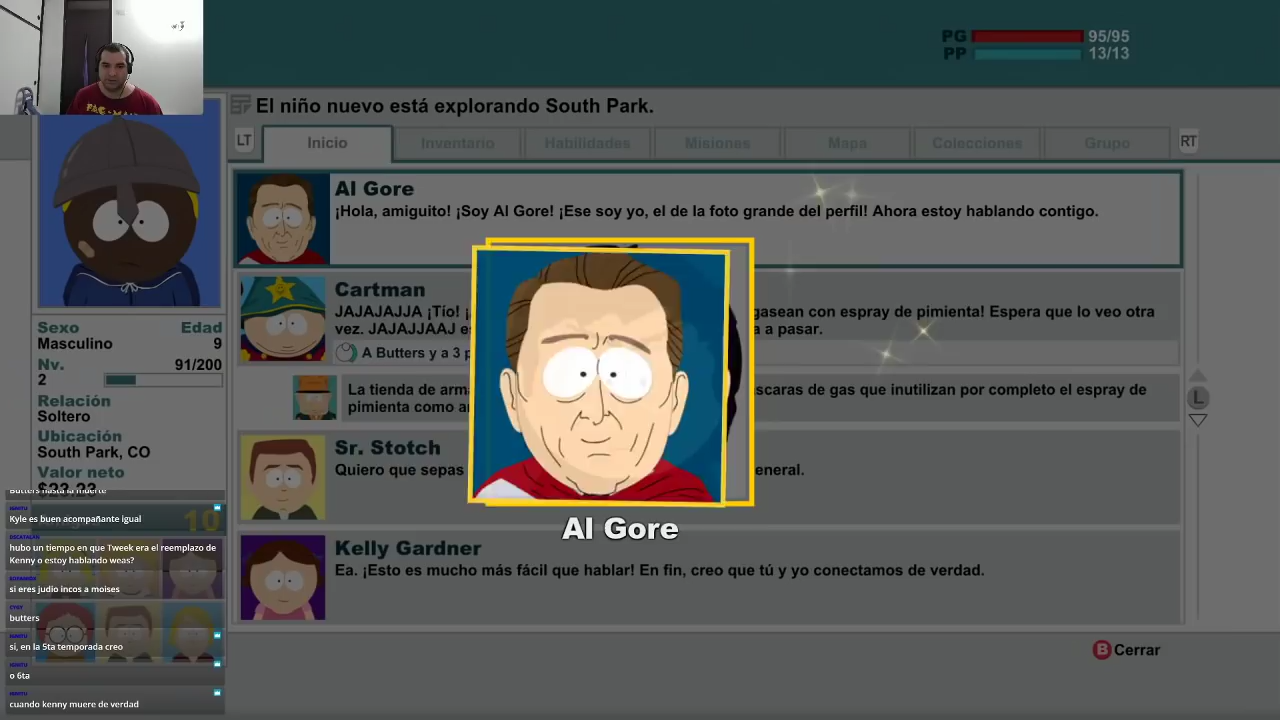 PG 95/95
PP 13/13
El niño nuevo está explorando South Park.
LT Inicio Inventario Habilidades Misiones Mapa Colecciones Grupo RT
Al Gore
¡Hola, amiguito! ¡Soy Al Gore! ¡Ese soy yo, el de la foto grande del perfil! Ahora estoy hablando contigo.
Cartman
JAJAJAJJA ¡Tío! gasean con espray de pimienta! Espera que lo veo otra
vez. JAJAJJAAJ a pasar.
A Butters y a 3
La tienda de scaras de gas que inutilizan por completo el espray de
pimienta como
Sr. Stotch
Quiero que sepas eneral.
Al Gore
Kelly Gardner
Ea. ¡Esto es mucho más fácil que hablar! En fin, creo que tú y yo conectamos de verdad.
L
B Cerrar
Sexo Edad
Masculino 9
Nv. 91/200
2
Relación
Soltero
Ubicación
South Park, CO
Valor neto
10
Kyle es buen acompañante igual
hubo un tiempo en que Tweek era el reemplazo de
Kenny o estoy hablando weas?
si eres judio incos a moises
butters
si, en la 5ta temporada creo
o 6ta
cuando kenny muere de verdad